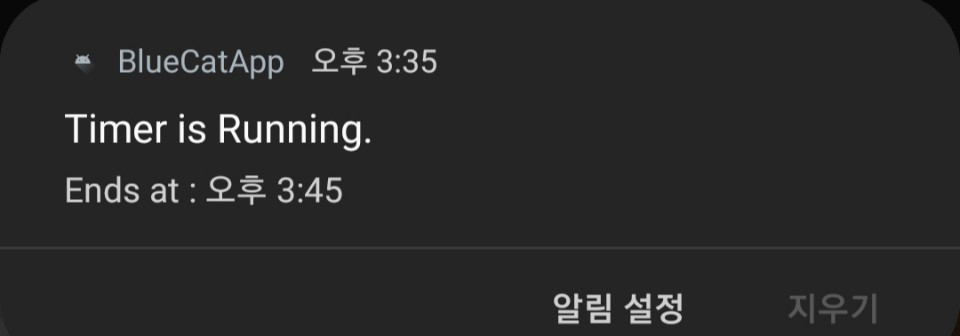 BlueCatApp 오후 3:35
Timer is Running.
Ends at : 오후 3:45
알림 설정 지우기